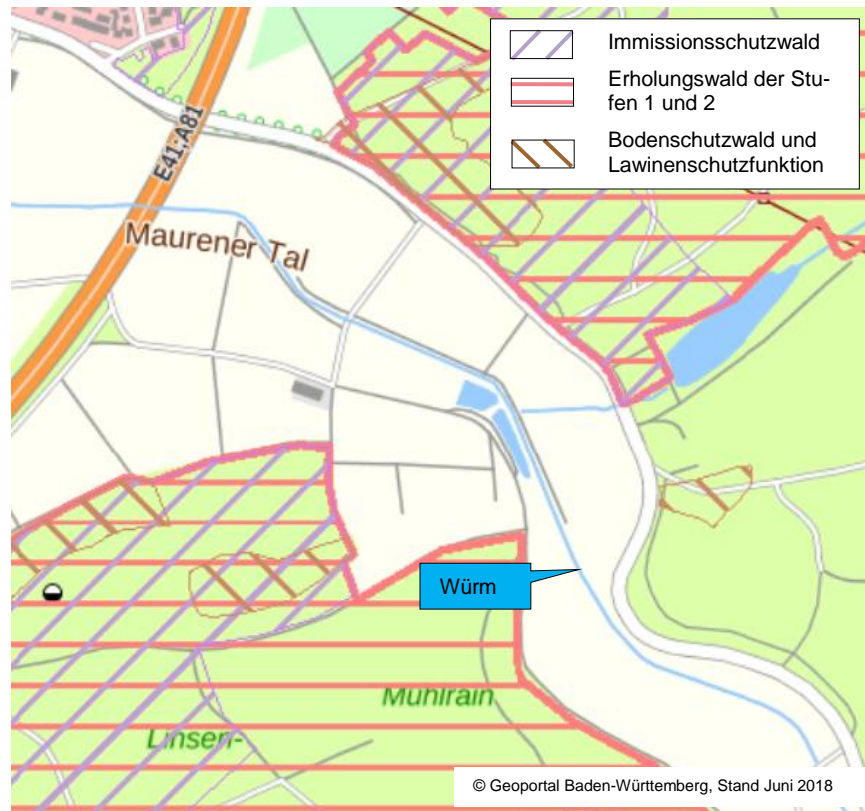 Immissionsschutzwald
Erholungswald der Stu-
fen 1 und 2
Bodenschutzwald und
Lawinenschutzfunktion
E41;A81
Maurener Tal
Würm
Mühlrain
Linsen-
© Geoportal Baden-Württemberg, Stand Juni 2018